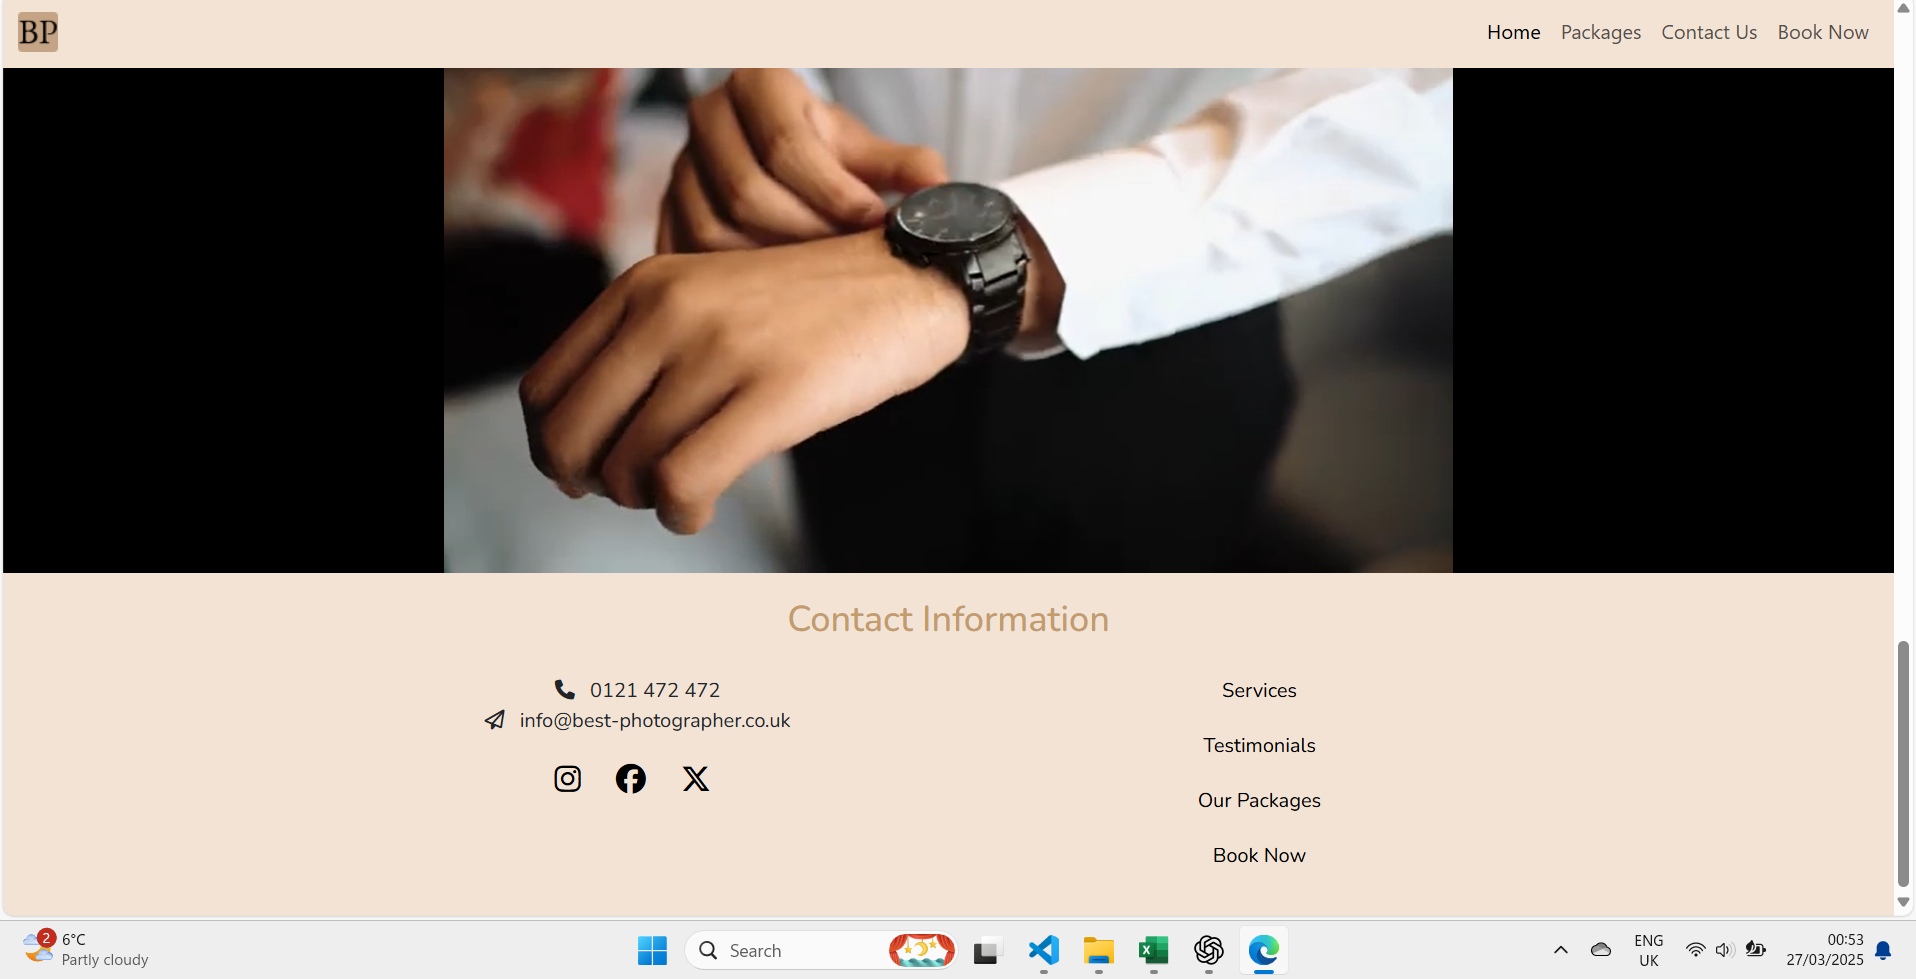 BP
Home Packages Contact Us Book Now
Contact Information
0121 472 472
info@best-photographer.co.uk
Services
Testimonials
Our Packages
Book Now
2
6°C
Partly cloudy
Search
ENG
UK
00:53
27/03/2025